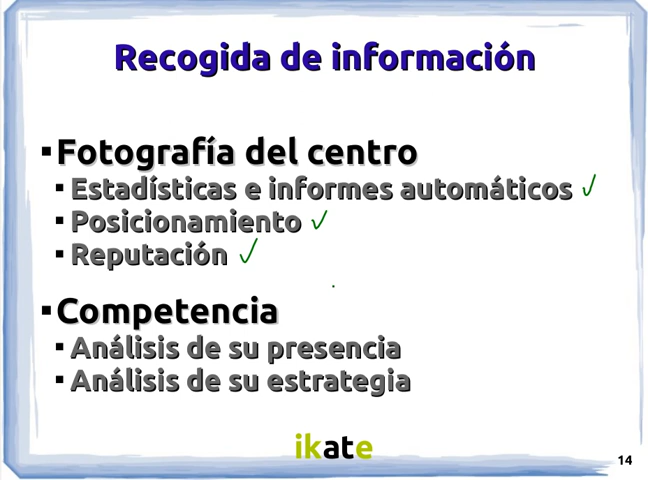 Recogida de información
Fotografía del centro
Estadísticas e informes automáticos ✓
Posicionamiento ✓
Reputación ✓
Competencia
Análisis de su presencia
Análisis de su estrategia
ikate
14